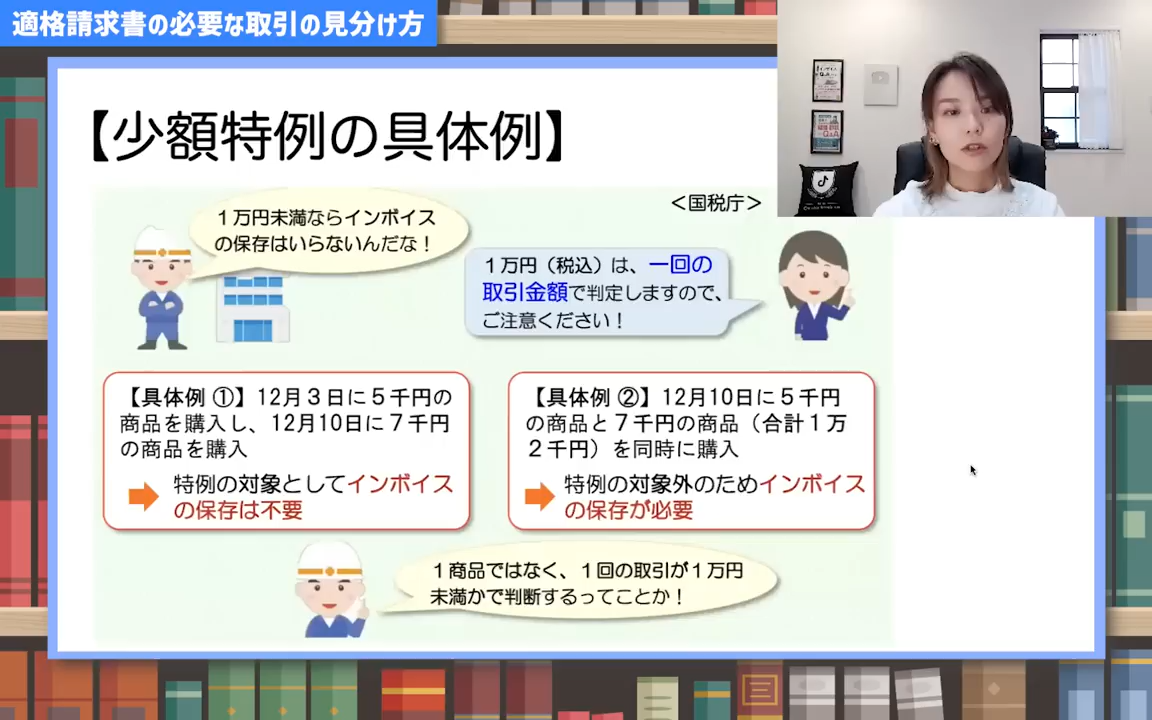 適格請求書の必要な取引の見分け方
【少額特例の具体例】
<国税庁>
１万円未満ならインボイス
の保存はいらないんだな！
１万円（税込）は、一回の
取引金額で判定しますので、
ご注意ください！
【具体例 ①】12月３日に５千円の
商品を購入し、12月10日に７千円
の商品を購入
特例の対象としてインボイス
の保存は不要
【具体例 ②】12月10日に５千円
の商品と７千円の商品（合計１万
２千円）を同時に購入
特例の対象外のためインボイス
の保存が必要
１商品ではなく、１回の取引が１万円
未満かで判断するってことか！